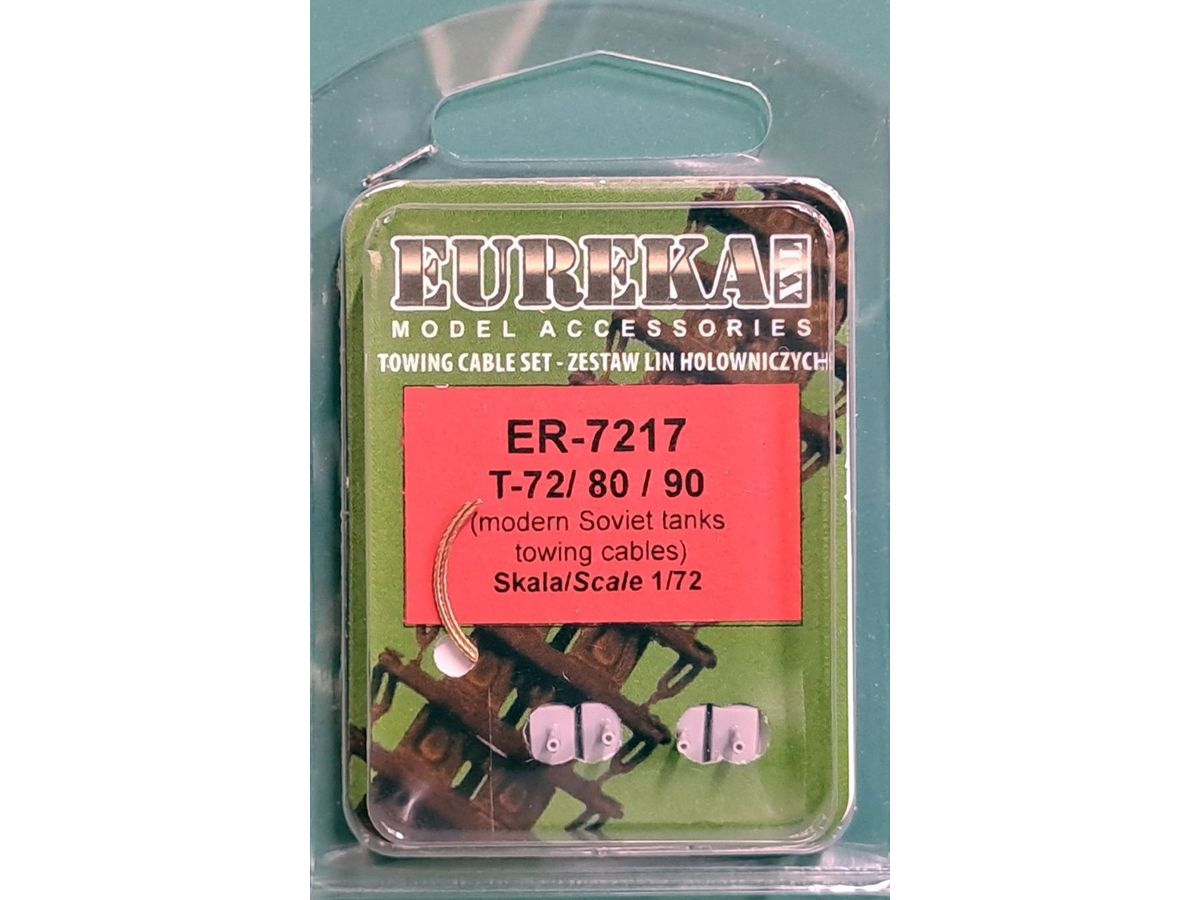 EUREKA XXL
MODEL ACCESSORIES
TOWING CABLE SET - ZESTAW LIN HOLOWNICZYCH
ER-7217
T-72/ 80 / 90
(modern Soviet tanks
towing cables)
Skala/Scale 1/72